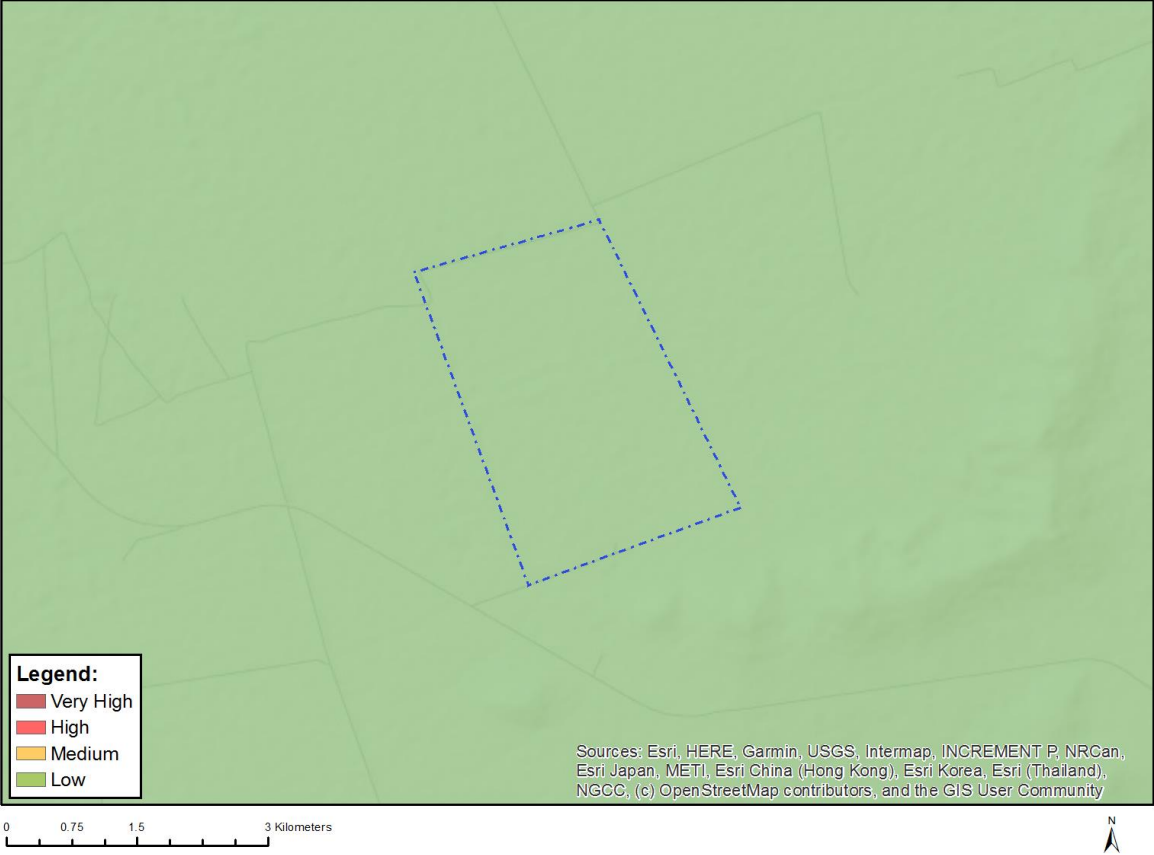 Legend:
Very High
High
Medium
Low
Sources: Esri, HERE, Garmin, USGS, Intermap, INCREMENT P, NRCan,
Esri Japan, METI, Esri China (Hong Kong), Esri Korea, Esri (Thailand),
NGCC, (c) OpenStreetMap contributors, and the GIS User Community
0 0.75 1.5 3 Kilometers
N